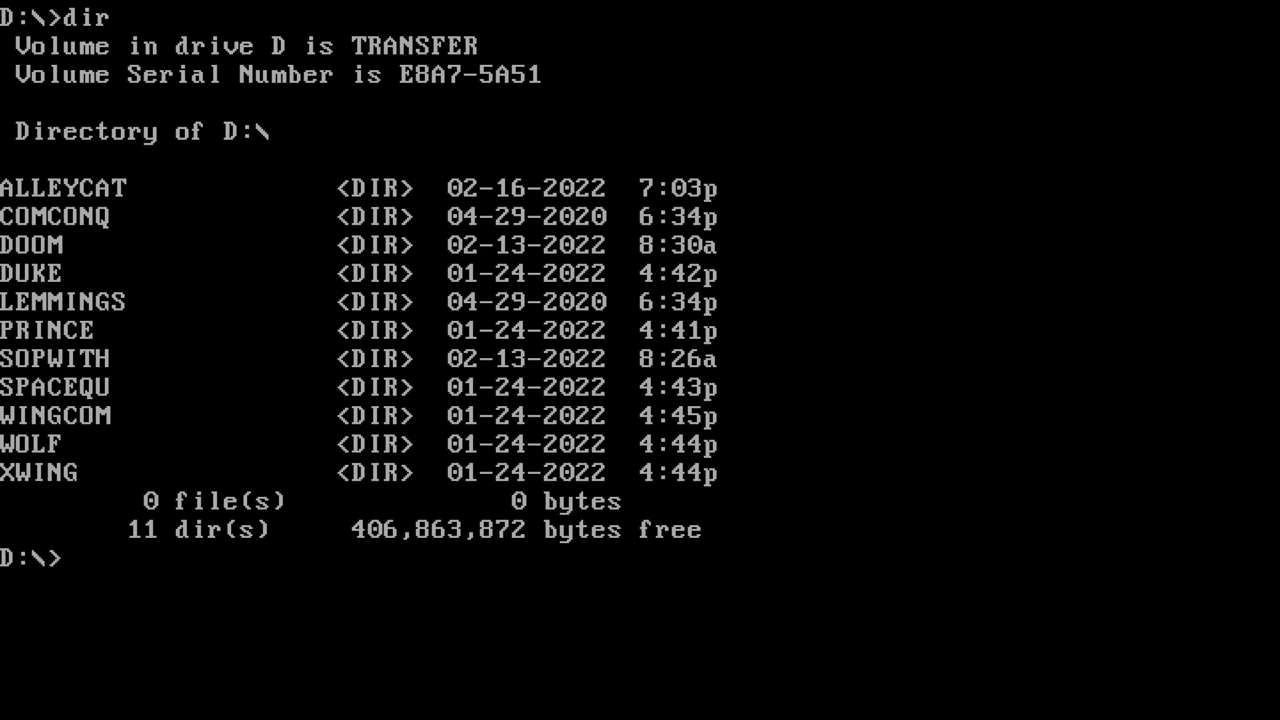 D:\>dir
Volume in drive D is TRANSFER
Volume Serial Number is E8A7-5A51
Directory of D:\
ALLEYCAT <DIR> 02-16-2022 7:03p
COMCONQ <DIR> 04-29-2020 6:34p
DOOM <DIR> 02-13-2022 8:30a
DUKE <DIR> 01-24-2022 4:42p
LEMMINGS <DIR> 04-29-2020 6:34p
PRINCE <DIR> 01-24-2022 4:41p
SOPWITH <DIR> 02-13-2022 8:26a
SPACEQU <DIR> 01-24-2022 4:43p
WINGCOM <DIR> 01-24-2022 4:45p
WOLF <DIR> 01-24-2022 4:44p
XWING <DIR> 01-24-2022 4:44p
0 file(s) 0 bytes
11 dir(s) 406,863,872 bytes free
D:\>